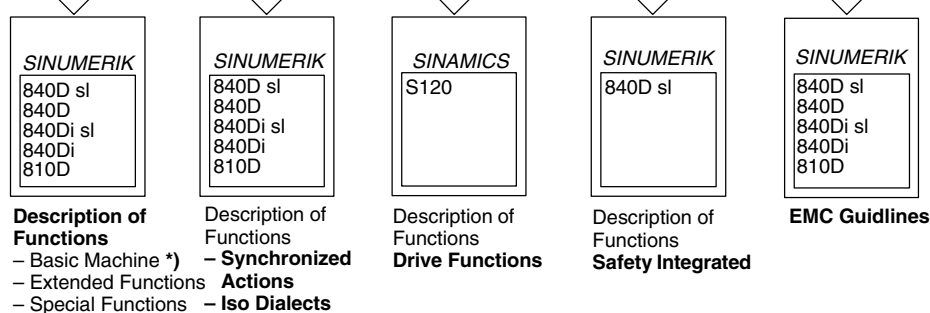 SINUMERIK
840D sl
840D
840Di sl
840Di
810D
Description of
Functions
– Basic Machine *)
– Extended Functions
– Special Functions
SINUMERIK
840D sl
840D
840Di sl
840Di
810D
Description of
Functions
– Synchronized
Actions
– Iso Dialects
SINAMICS
S120
Description of
Functions
Drive Functions
SINUMERIK
840D sl
Description of
Functions
Safety Integrated
SINUMERIK
840D sl
840D
840Di sl
840Di
810D
EMC Guidlines